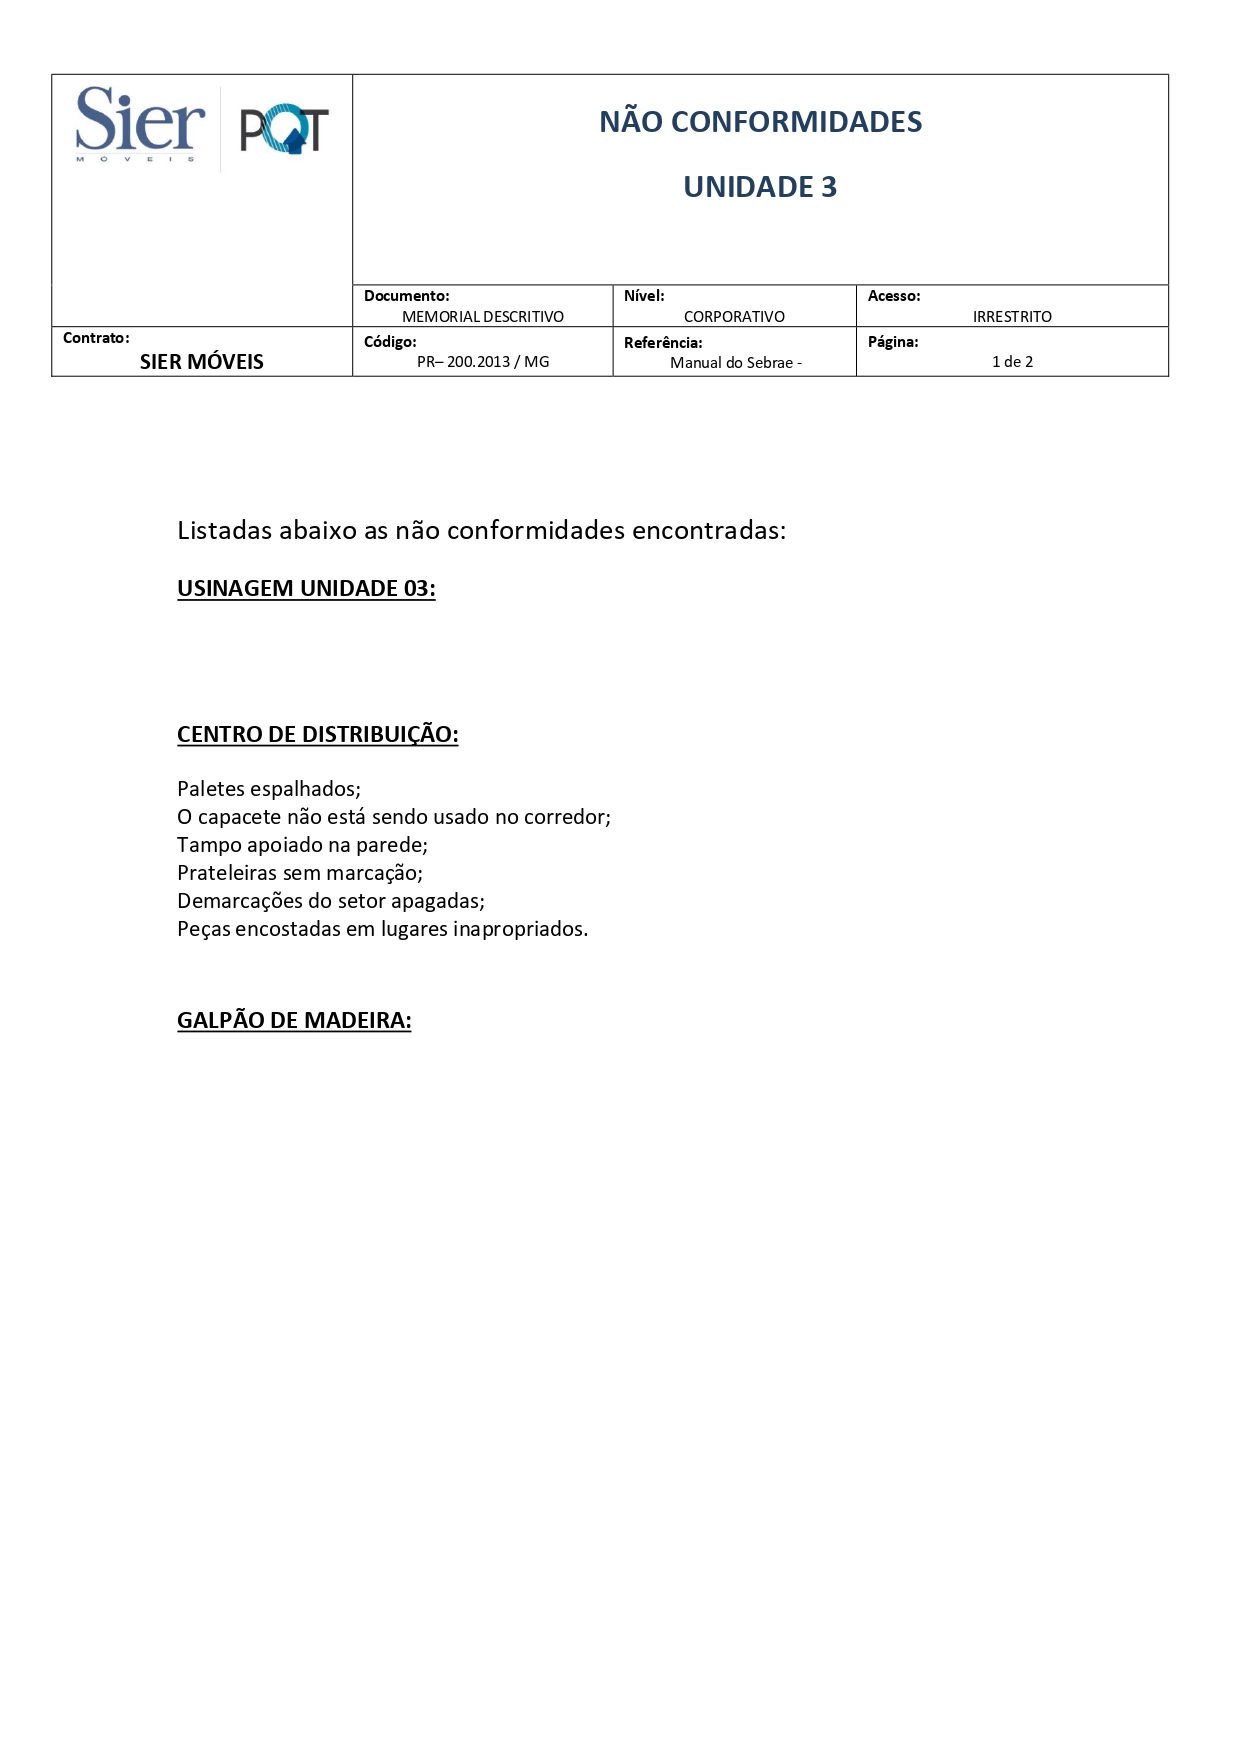 Sier
MÓVEIS
PQT
NÃO CONFORMIDADES
UNIDADE 3
Documento:
MEMORIAL DESCRITIVO
Nível:
CORPORATIVO
Acesso:
IRRESTRITO
Contrato:
SIER MÓVEIS
Código:
PR– 200.2013 / MG
Referência:
Manual do Sebrae -
Página:
1 de 2
Listadas abaixo as não conformidades encontradas:
USINAGEM UNIDADE 03:
CENTRO DE DISTRIBUIÇÃO:
Paletes espalhados;
O capacete não está sendo usado no corredor;
Tampo apoiado na parede;
Prateleiras sem marcação;
Demarcações do setor apagadas;
Peças encostadas em lugares inapropriados.
GALPÃO DE MADEIRA: